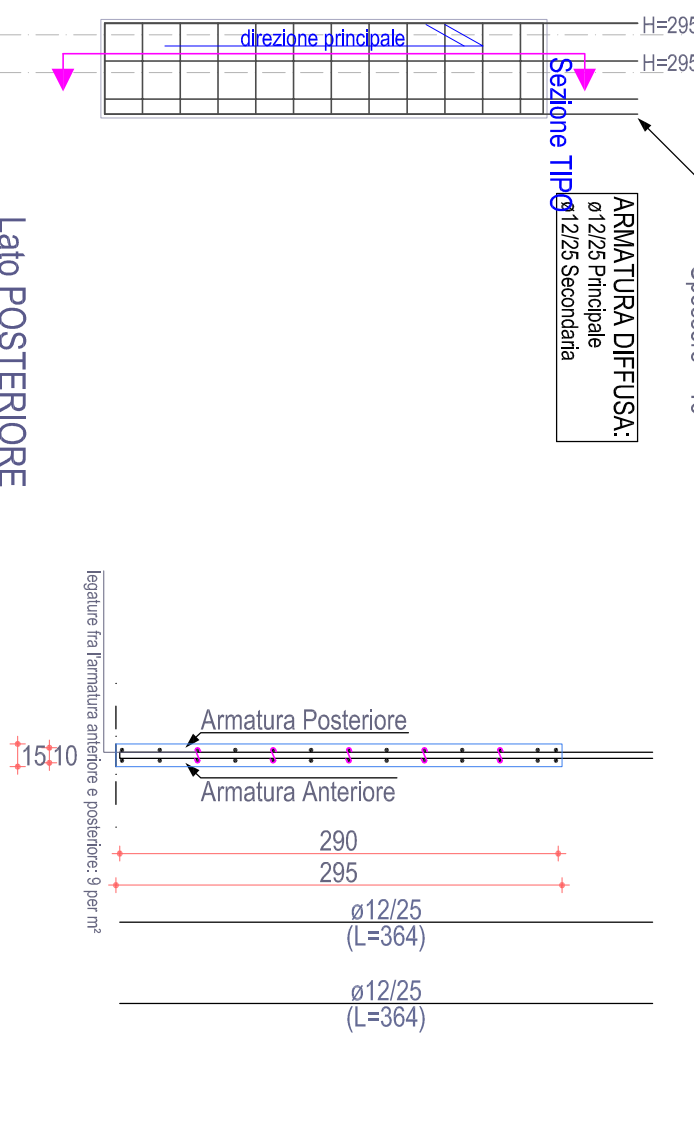 direzione principale
H=295
H=295
Sezione TIPO
ARMATURA DIFFUSA:
ø12/25 Principale
ø12/25 Secondaria
Lato POSTERIORE
legature fra l'armatura anteriore e posteriore: 9 per m²
Armatura Posteriore
15
10
Armatura Anteriore
290
295
ø12/25
(L=364)
ø12/25
(L=364)